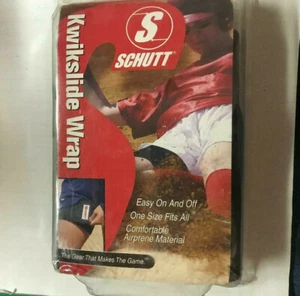 S
SCHUTT
Kwikslide Wrap
Easy On And Off
One Size Fits All
Comfortable
Airprene Material
The Gear That Makes The Game.